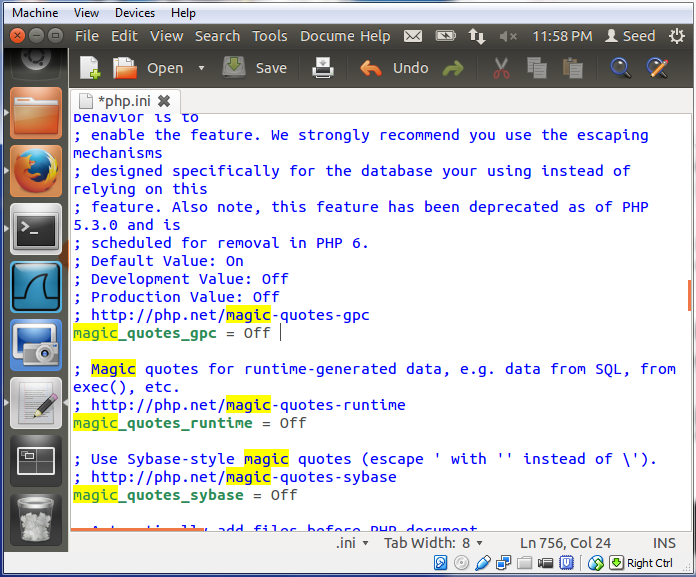 Machine View Devices Help
File Edit View Search Tools Docume Help 11:58 PM Seed
Open Save Undo
*php.ini
behavior is to
; enable the feature. We strongly recommend you use the escaping
mechanisms
; designed specifically for the database your using instead of
relying on this
; feature. Also note, this feature has been deprecated as of PHP
5.3.0 and is
; scheduled for removal in PHP 6.
; Default Value: On
; Development Value: Off
; Production Value: Off
; http://php.net/magic-quotes-gpc
magic_quotes_gpc = Off
; Magic quotes for runtime-generated data, e.g. data from SQL, from
exec(), etc.
; http://php.net/magic-quotes-runtime
magic_quotes_runtime = Off
; Use Sybase-style magic quotes (escape ' with '' instead of \').
; http://php.net/magic-quotes-sybase
magic_quotes_sybase = Off
; Automatically add files before PHP document
.ini Tab Width: 8 Ln 756, Col 24 INS
Right Ctrl